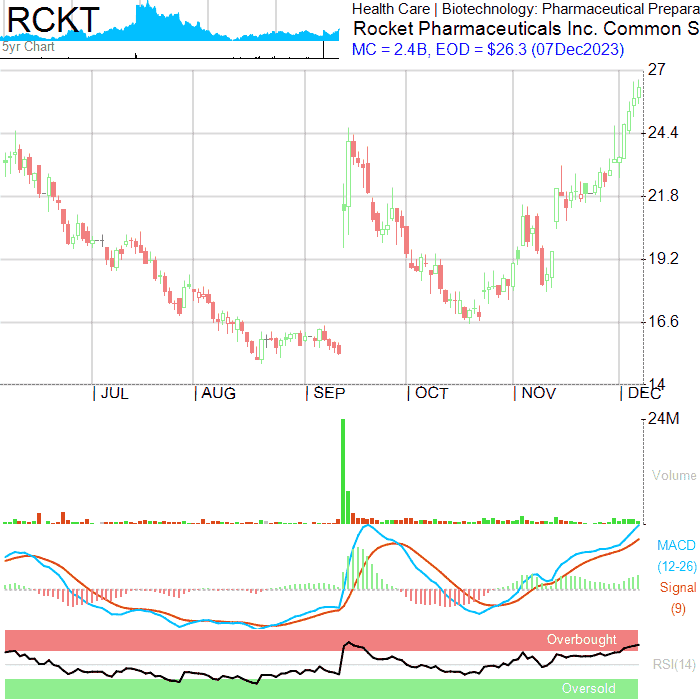 RCKT
5yr Chart
Health Care | Biotechnology: Pharmaceutical Prepara
Rocket Pharmaceuticals Inc. Common S
MC = 2.4B, EOD = $26.3 (07Dec2023)
27
24.4
21.8
19.2
16.6
14
JUL AUG SEP OCT NOV DEC
24M
Volume
MACD
(12-26)
Signal
(9)
Overbought
RSI(14)
Oversold